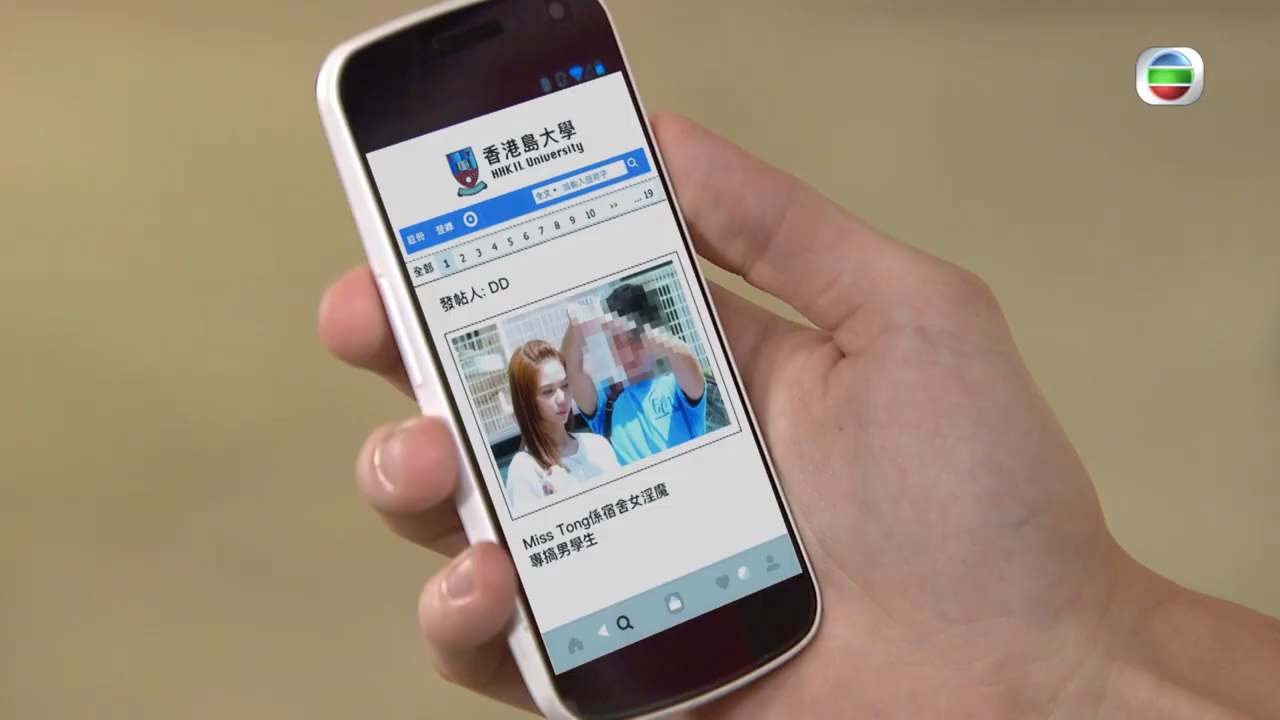 香港島大學
HHKIL University
註冊 登錄
全文
全部 1 2 3 4 5 6 7 8 9 10 >> ... 19
發帖人: DD
Miss Tong係宿舍女淫魔
專搞男學生